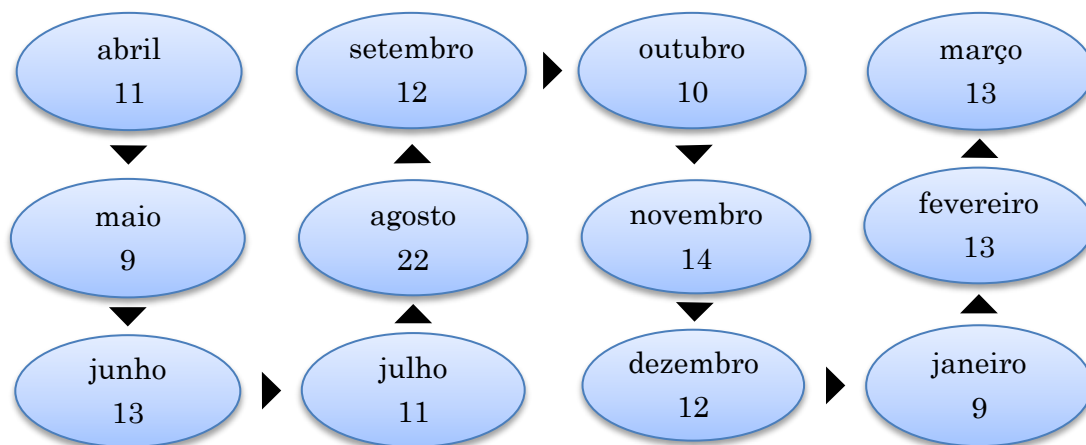 abril
11
maio
9
junho
13
julho
11
agosto
22
setembro
12
outubro
10
novembro
14
dezembro
12
janeiro
9
fevereiro
13
março
13